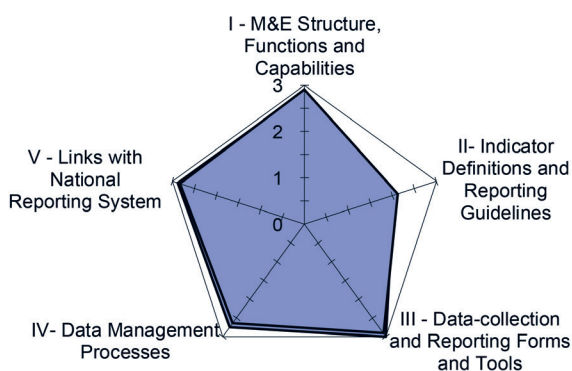 I - M&E Structure,
Functions and
Capabilities
3
2
1
0
II- Indicator
Definitions and
Reporting
Guidelines
III - Data-collection
and Reporting Forms
and Tools
IV- Data Management
Processes
V - Links with
National
Reporting System